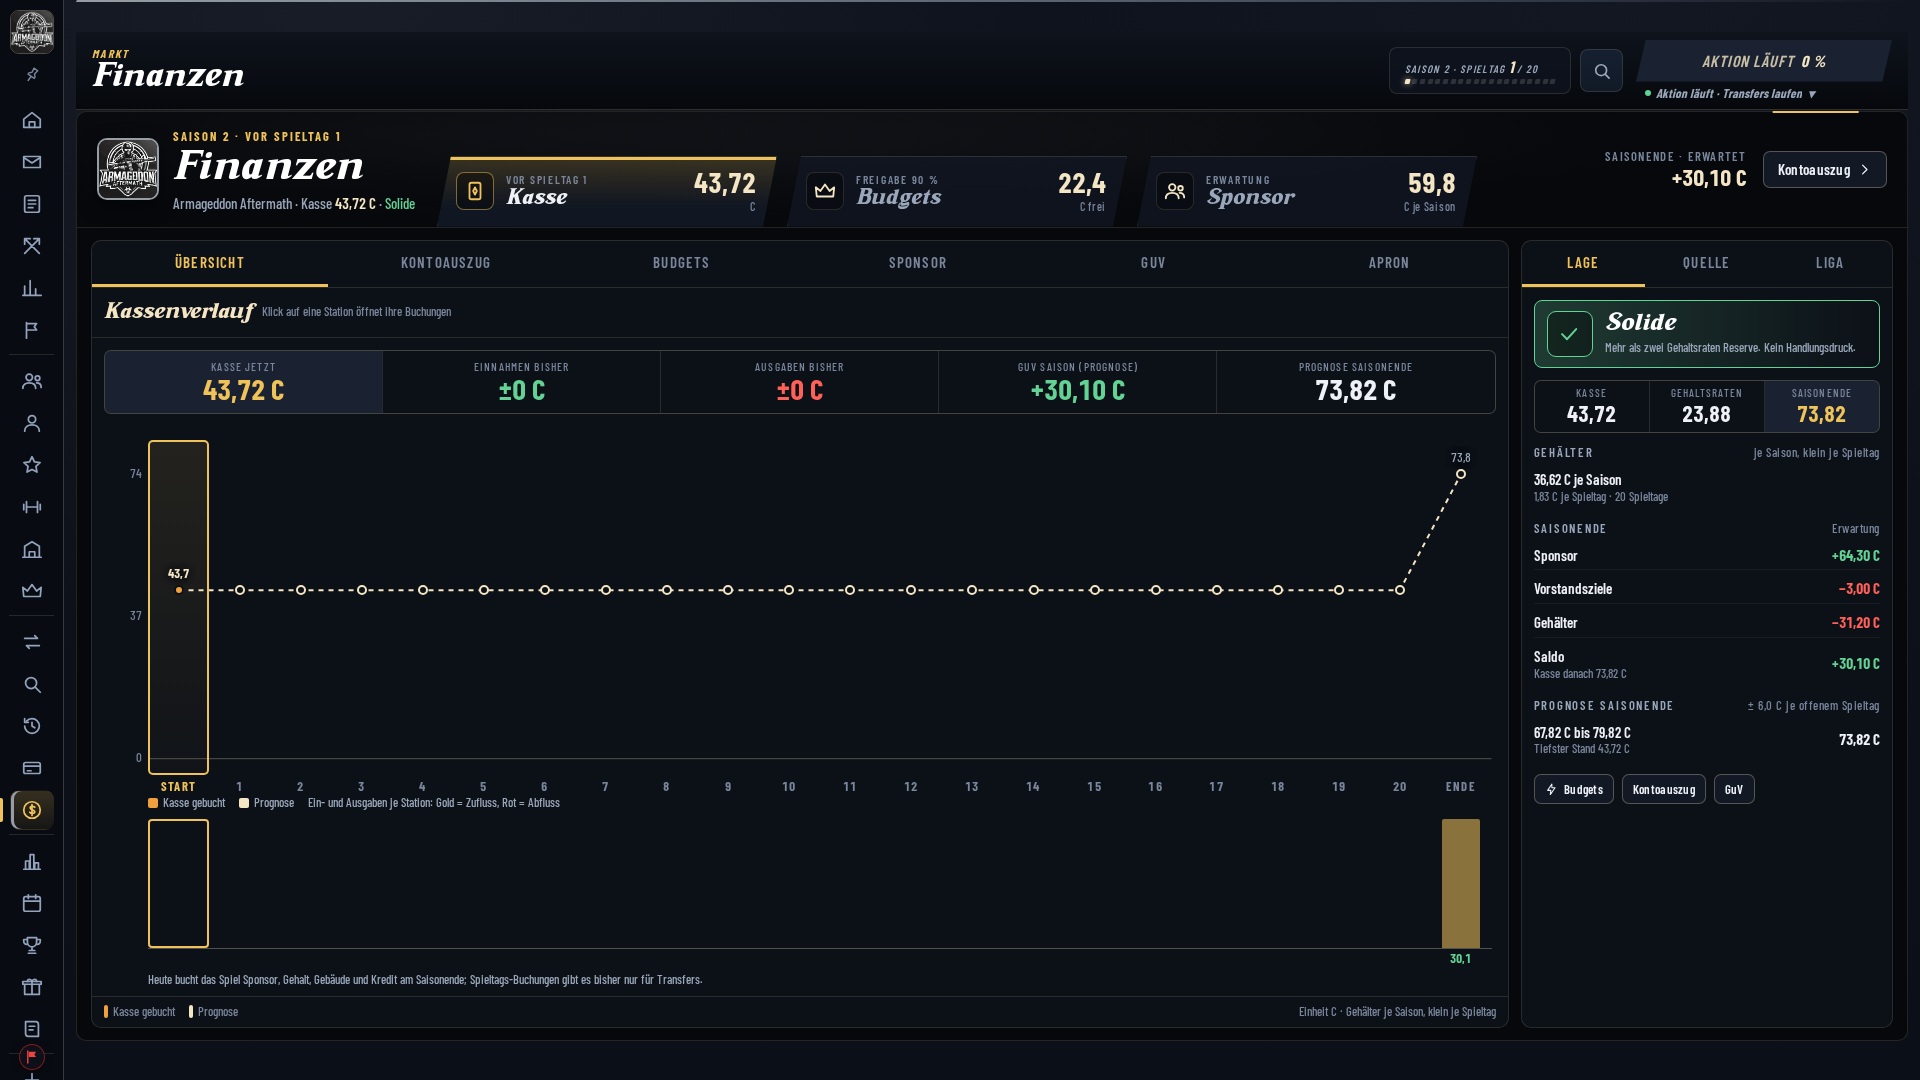 MARKT
Finanzen
SAISON 2 · SPIELTAG 1 / 20
AKTION LÄUFT 0 %
Aktion läuft · Transfers laufen ▼
ARMAGEDDON
AFTERMATH
SAISON 2 · VOR SPIELTAG 1
Finanzen
Armageddon Aftermath · Kasse 43,72 C · Solide
VOR SPIELTAG 1
Kasse
43,72
C
FREIGABE 90 %
Budgets
22,4
C frei
ERWARTUNG
Sponsor
59,8
C je Saison
SAISONENDE · ERWARTET
+30,10 C
Kontoauszug
ÜBERSICHT
KONTOAUSZUG
BUDGETS
SPONSOR
GUV
APRON
Kassenverlauf Klick auf eine Station öffnet ihre Buchungen
KASSE JETZT
43,72 C
EINNAHMEN BISHER
±0 C
AUSGABEN BISHER
±0 C
GUV SAISON (PROGNOSE)
+30,10 C
PROGNOSE SAISONENDE
73,82 C
74
37
0
43,7
73,8
START 1 2 3 4 5 6 7 8 9 10 11 12 13 14 15 16 17 18 19 20 ENDE
Kasse gebucht Prognose Ein- und Ausgaben je Station: Gold = Zufluss, Rot = Abfluss
30,1
Heute bucht das Spiel Sponsor, Gehalt, Gebäude und Kredit am Saisonende; Spieltags-Buchungen gibt es bisher nur für Transfers.
Kasse gebucht Prognose
Einheit C · Gehälter je Saison, klein je Spieltag
LAGE
QUELLE
LIGA
Solide
Mehr als zwei Gehaltsraten Reserve. Kein Handlungsdruck.
KASSE
43,72
GEHALTSRATEN
23,88
SAISONENDE
73,82
GEHÄLTER je Saison, klein je Spieltag
36,62 C je Saison
1,83 C je Spieltag · 20 Spieltage
SAISONENDE Erwartung
Sponsor +64,30 C
Vorstandsziele −3,00 C
Gehälter −31,20 C
Saldo +30,10 C
Kasse danach 73,82 C
PROGNOSE SAISONENDE ± 6,0 C je offenem Spieltag
67,82 C bis 79,82 C 73,82 C
Tiefster Stand 43,72 C
Budgets
Kontoauszug
GuV